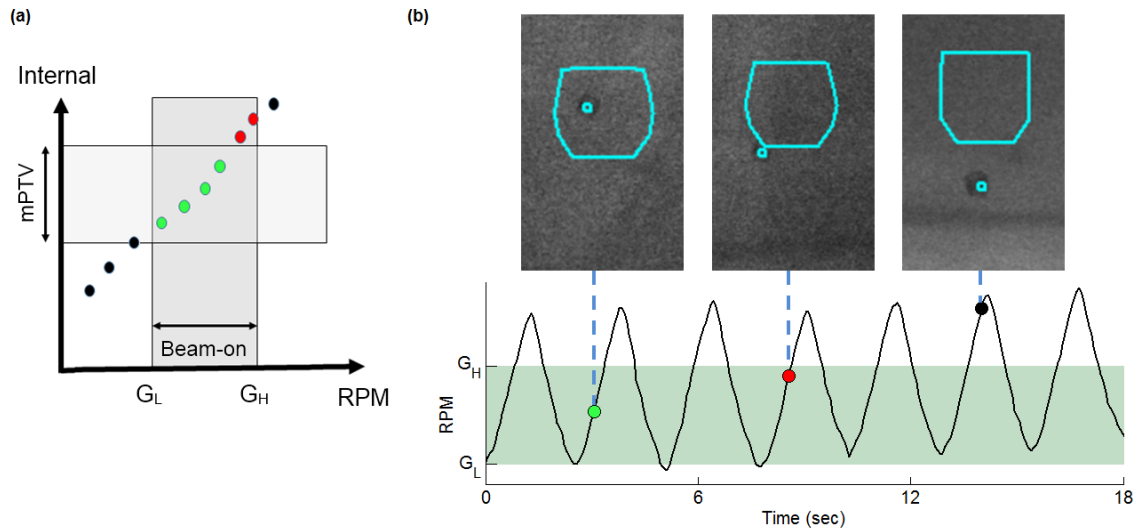 (a)
Internal
mPTV
Beam-on
GL
GH
RPM
(b)
GH
RPM
GL
0
6
12
18
Time (sec)